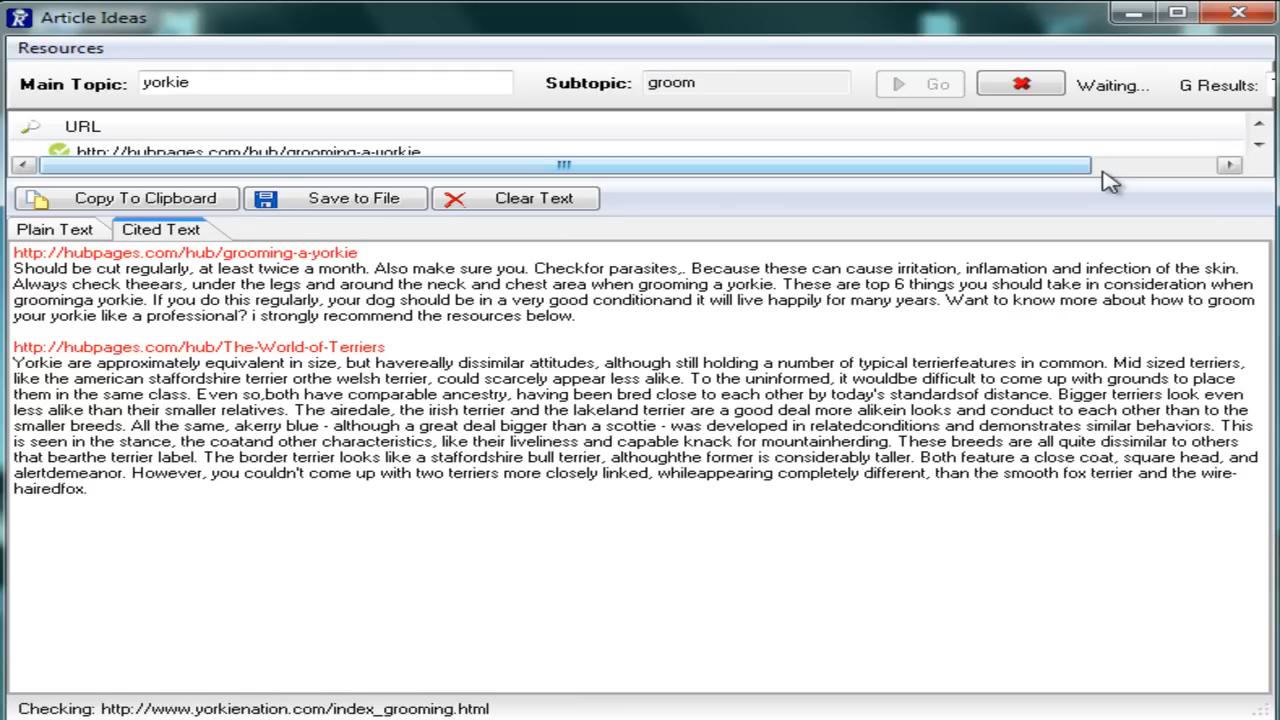 Article Ideas
Resources
Main Topic: yorkie Subtopic: groom Go Waiting... G Results:
URL
http://hubpages.com/hub/grooming-a-yorkie
Copy To Clipboard Save to File Clear Text
Plain Text Cited Text
http://hubpages.com/hub/grooming-a-yorkie
Should be cut regularly, at least twice a month. Also make sure you. Checkfor parasites,. Because these can cause irritation, inflamation and infection of the skin.
Always check theears, under the legs and around the neck and chest area when grooming a yorkie. These are top 6 things you should take in consideration when
groominga yorkie. If you do this regularly, your dog should be in a very good conditionand it will live happily for many years. Want to know more about how to groom
your yorkie like a professional? i strongly recommend the resources below.
http://hubpages.com/hub/The-World-of-Terriers
Yorkie are approximately equivalent in size, but havereally dissimilar attitudes, although still holding a number of typical terrierfeatures in common. Mid sized terriers,
like the american staffordshire terrier orthe welsh terrier, could scarcely appear less alike. To the uninformed, it wouldbe difficult to come up with grounds to place
them in the same class. Even so,both have comparable ancestry, having been bred close to each other by today's standardsof distance. Bigger terriers look even
less alike than their smaller relatives. The airedale, the irish terrier and the lakeland terrier are a good deal more alikein looks and conduct to each other than to the
smaller breeds. All the same, akerry blue - although a great deal bigger than a scottie - was developed in relatedconditions and demonstrates similar behaviors. This
is seen in the stance, the coatand other characteristics, like their liveliness and capable knack for mountainherding. These breeds are all quite dissimilar to others
that bearthe terrier label. The border terrier looks like a staffordshire bull terrier, althoughthe former is considerably taller. Both feature a close coat, square head, and
alertdemeanor. However, you couldn't come up with two terriers more closely linked, whileappearing completely different, than the smooth fox terrier and the wire-
hairedfox.
Checking: http://www.yorkienation.com/index_grooming.html